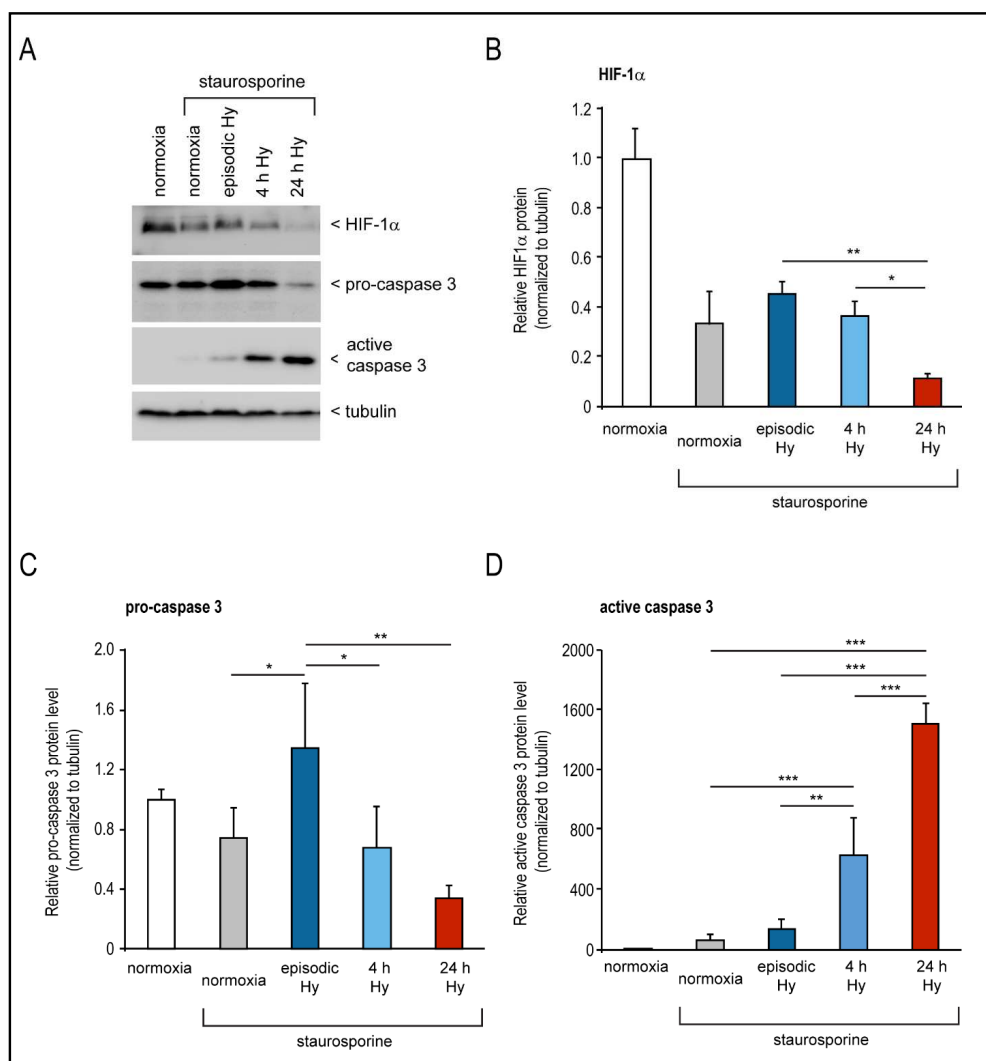 A
staurosporine
normoxia
normoxia
episodic Hy
4 h Hy
24 h Hy
< HIF-1α
< pro-caspase 3
active
<
caspase 3
< tubulin
B
HIF-1α
Relative HIF1α protein
(normalized to tubulin)
1.2
1.0
0.8
0.6
0.4
0.2
0
**
*
normoxia
normoxia
episodic
Hy
4 h
Hy
24 h
Hy
staurosporine
C
pro-caspase 3
Relative pro-caspase 3 protein level
(normalized to tubulin)
2.0
1.6
1.2
0.8
0.4
0
**
*
*
normoxia
normoxia
episodic
Hy
4 h
Hy
24 h
Hy
staurosporine
D
active caspase 3
Relative active caspase 3 protein level
(normalized to tubulin)
2000
1600
1200
800
400
0
***
***
***
***
**
normoxia
normoxia
episodic
Hy
4 h
Hy
24 h
Hy
staurosporine